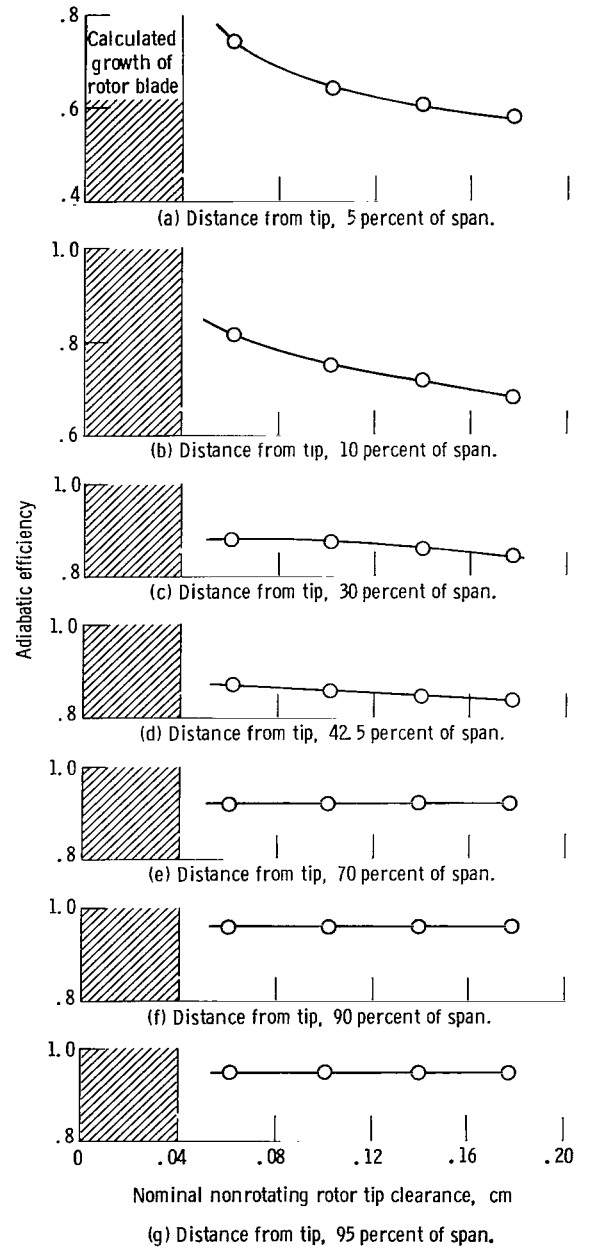 .8
Calculated
growth of
rotor blade
.6
.4
(a) Distance from tip, 5 percent of span.
1.0
.8
.6
(b) Distance from tip, 10 percent of span.
1.0
.8
(c) Distance from tip, 30 percent of span.
1.0
.8
(d) Distance from tip, 42.5 percent of span.
1.0
.8
(e) Distance from tip, 70 percent of span.
1.0
.8
(f) Distance from tip, 90 percent of span.
1.0
.8
0 .04 .08 .12 .16 .20
Nominal nonrotating rotor tip clearance, cm
(g) Distance from tip, 95 percent of span.
Adiabatic efficiency